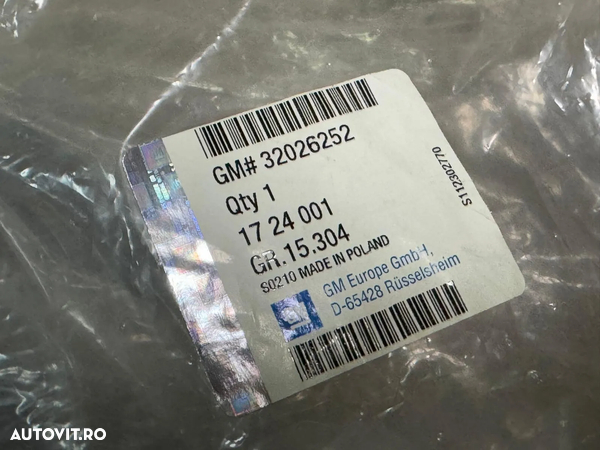 GM# 32026252
Qty 1
17 24 001
GR.15.304
S0210 MADE IN POLAND
GM Europe GmbH,
D-65428 Rüsselsheim
S112302770
AUTOVIT.RO